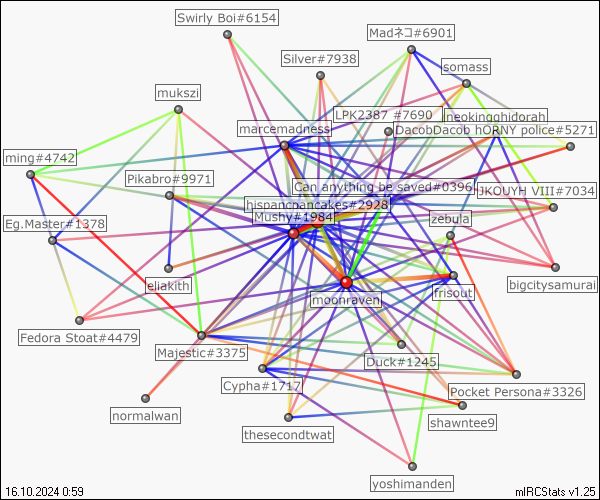 Swirly Boi#6154
Madネコ#6901
Silver#7938
somass
mukszi
LPK2387 #7690
neokingghidorah
marcemadness
DacobDacob hORNY police#5271
ming#4742
Pikabro#9971
Can anything be saved#0396
JKOUYH VIII#7034
hispanchancakes#2928
Mushy#1984
zebula
Eg.Master#1378
eliakith
bigcitysamurai
frisout
moonraven
Fedora Stoat#4479
Majestic#3375
Duck#1245
Cypha#1717
Pocket Persona#3326
normalwan
shawntee9
thesecondtwat
yoshimanden
16.10.2024 0:59
mIRCStats v1.25